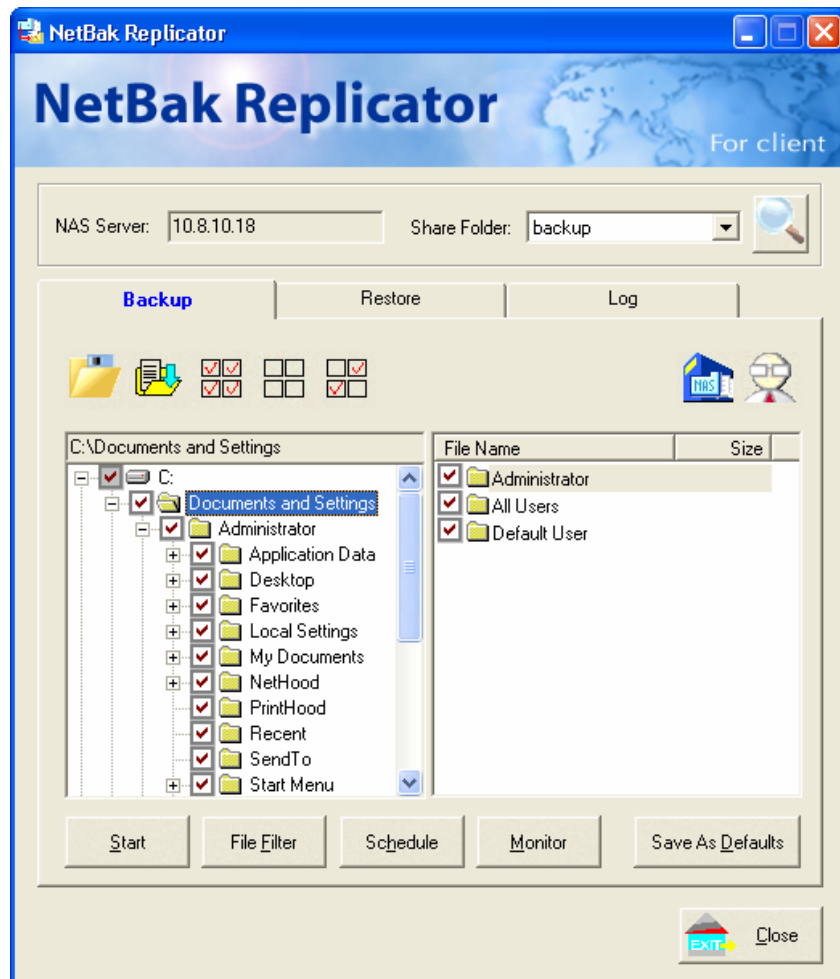 NetBak Replicator
NetBak Replicator
For client
NAS Server: 10.8.10.18 Share Folder: backup
Backup Restore Log
NAS
C:\Documents and Settings
C:
Documents and Settings
Administrator
Application Data
Desktop
Favorites
Local Settings
My Documents
NetHood
PrintHood
Recent
SendTo
Start Menu
File Name Size
Administrator
All Users
Default User
Start File Filter Schedule Monitor Save As Defaults
EXIT Close